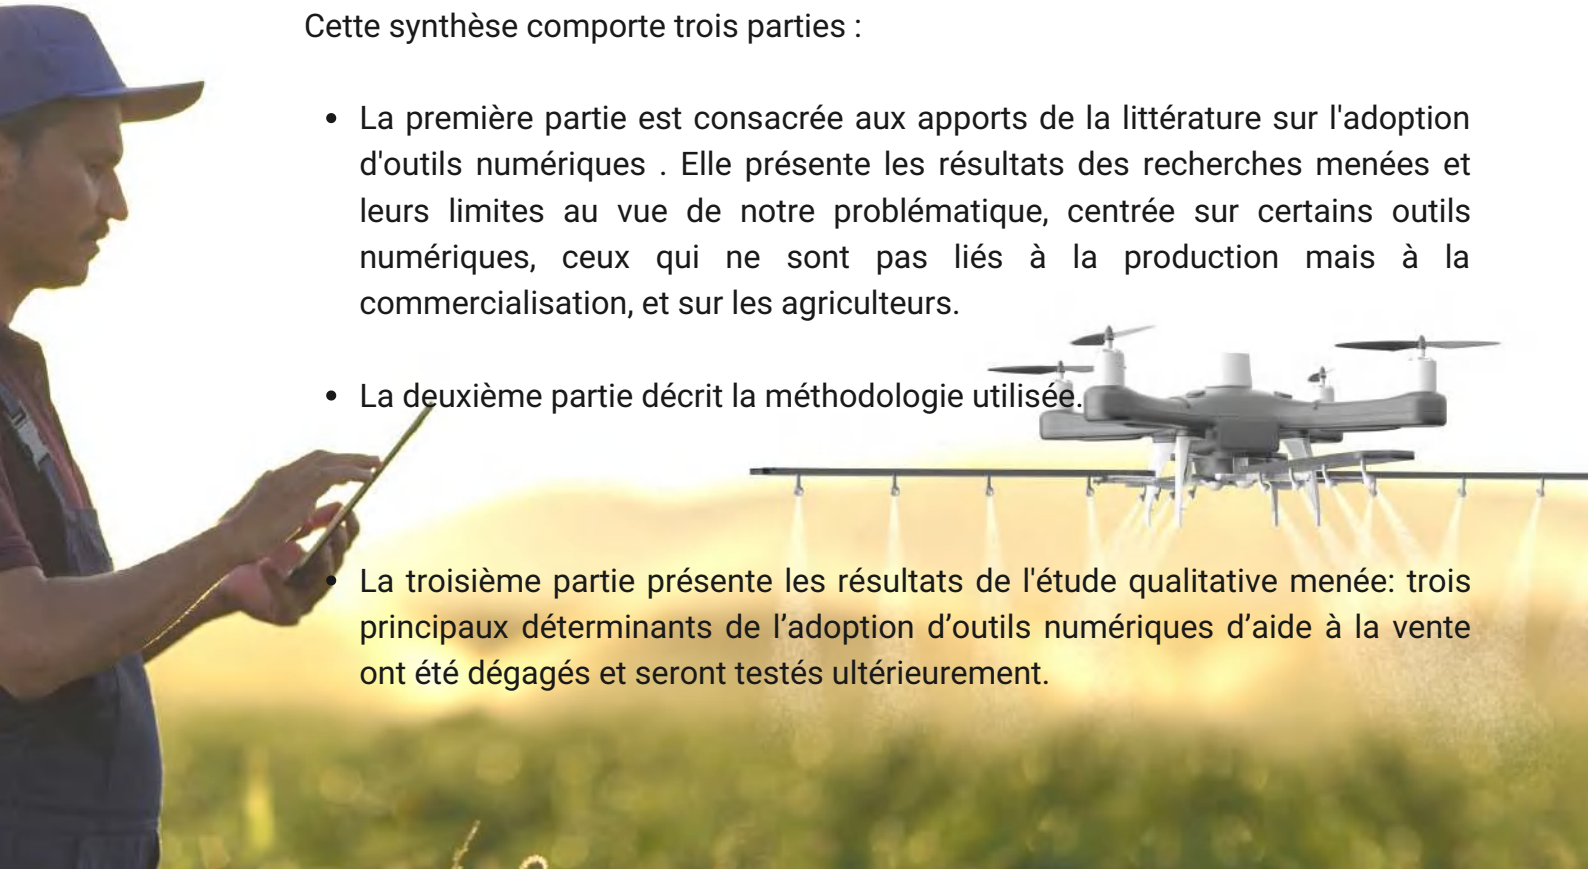 Cette synthèse comporte trois parties :
• La première partie est consacrée aux apports de la littérature sur l'adoption
d'outils numériques . Elle présente les résultats des recherches menées et
leurs limites au vue de notre problématique, centrée sur certains outils
numériques, ceux qui ne sont pas liés à la production mais à la
commercialisation, et sur les agriculteurs.
• La deuxième partie décrit la méthodologie utilisée.
• La troisième partie présente les résultats de l'étude qualitative menée: trois
principaux déterminants de l’adoption d’outils numériques d’aide à la vente
ont été dégagés et seront testés ultérieurement.